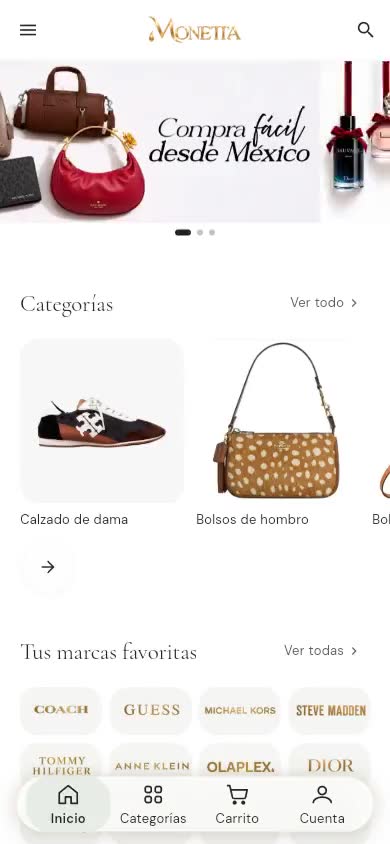 MONETTA
Compra fácil
desde México
Categorías
Ver todo
Calzado de dama
Bolsos de hombro
Bol
Tus marcas favoritas
Ver todas
COACH
GUESS
MICHAEL KORS
STEVE MADDEN
TOMMY
HILFIGER
ANNE KLEIN
OLAPLEX.
DIOR
Inicio
Categorías
Carrito
Cuenta